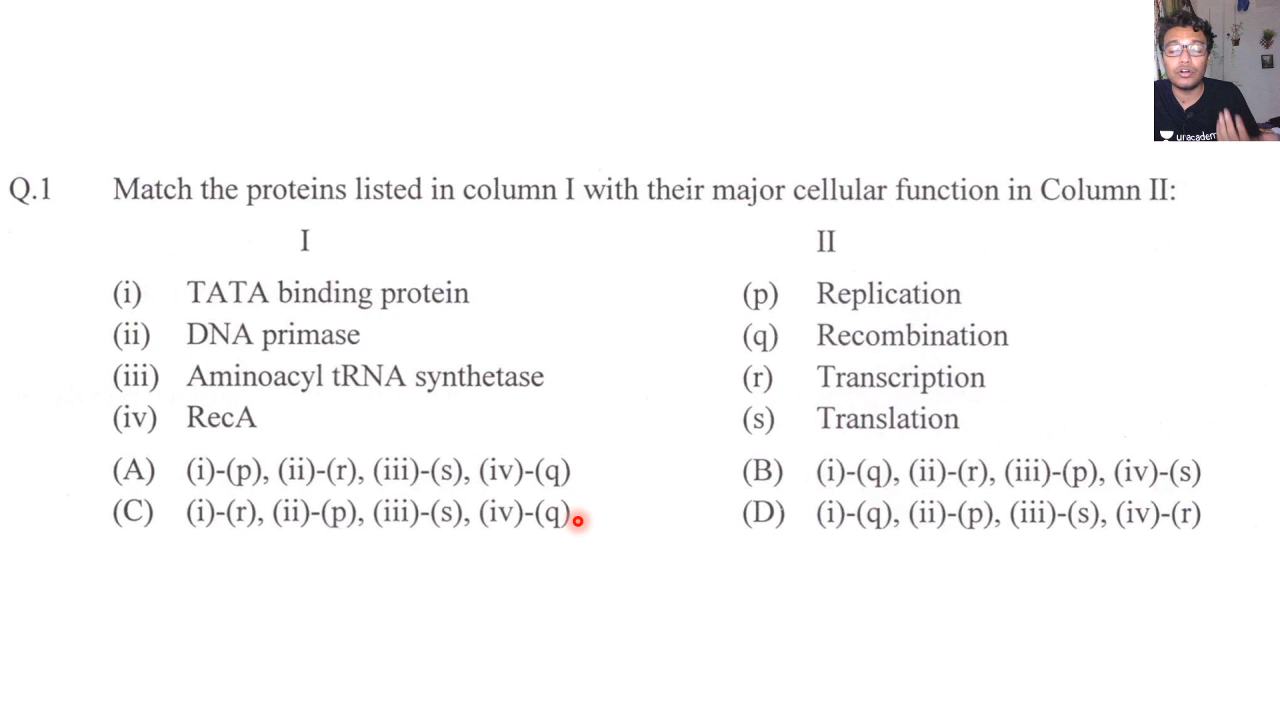 uracadem
Q.1 Match the proteins listed in column I with their major cellular function in Column II:
I II
(i) TATA binding protein (p) Replication
(ii) DNA primase (q) Recombination
(iii) Aminoacyl tRNA synthetase (r) Transcription
(iv) RecA (s) Translation
(A) (i)-(p), (ii)-(r), (iii)-(s), (iv)-(q) (B) (i)-(q), (ii)-(r), (iii)-(p), (iv)-(s)
(C) (i)-(r), (ii)-(p), (iii)-(s), (iv)-(q) (D) (i)-(q), (ii)-(p), (iii)-(s), (iv)-(r)